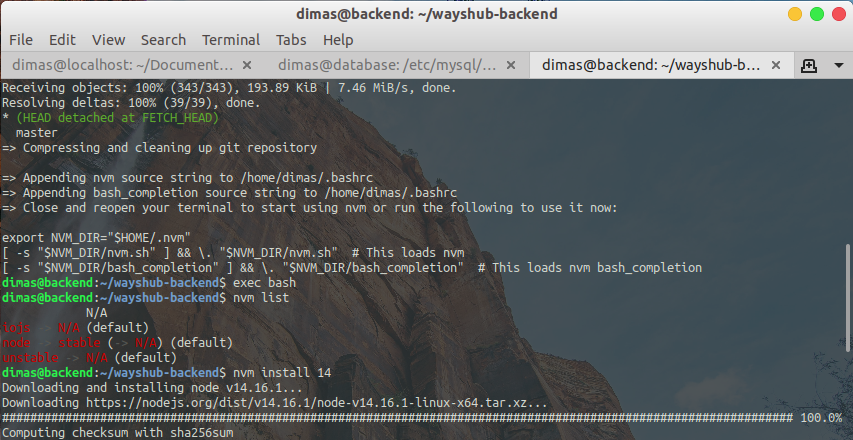 dimas@backend: ~/wayshub-backend
File Edit View Search Terminal Tabs Help
dimas@localhost: ~/Document... × dimas@database: /etc/mysql/... × dimas@backend: ~/wayshub-b... ×
Receiving objects: 100% (343/343), 193.89 KiB | 7.46 MiB/s, done.
Resolving deltas: 100% (39/39), done.
* (HEAD detached at FETCH_HEAD)
  master
=> Compressing and cleaning up git repository

=> Appending nvm source string to /home/dimas/.bashrc
=> Appending bash_completion source string to /home/dimas/.bashrc
=> Close and reopen your terminal to start using nvm or run the following to use it now:

export NVM_DIR="$HOME/.nvm"
[ -s "$NVM_DIR/nvm.sh" ] && \. "$NVM_DIR/nvm.sh"  # This loads nvm
[ -s "$NVM_DIR/bash_completion" ] && \. "$NVM_DIR/bash_completion"  # This loads nvm bash_completion
dimas@backend:~/wayshub-backend$ exec bash
dimas@backend:~/wayshub-backend$ nvm list
            N/A
iojs -> N/A (default)
node -> stable (-> N/A) (default)
unstable -> N/A (default)
dimas@backend:~/wayshub-backend$ nvm install 14
Downloading and installing node v14.16.1...
Downloading https://nodejs.org/dist/v14.16.1/node-v14.16.1-linux-x64.tar.xz...
################################################################################################################# 100.0%
Computing checksum with sha256sum